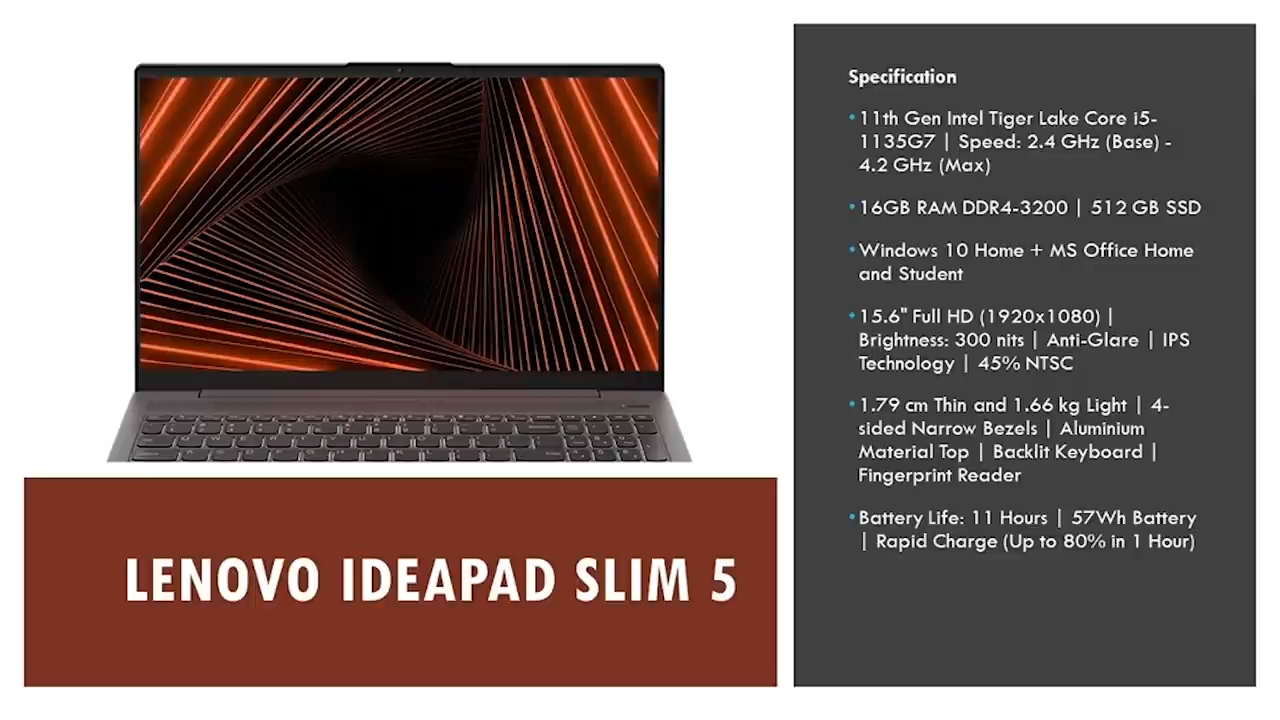 Specification
•11th Gen Intel Tiger Lake Core i5-
1135G7 | Speed: 2.4 GHz (Base) -
4.2 GHz (Max)
•16GB RAM DDR4-3200 | 512 GB SSD
•Windows 10 Home + MS Office Home
and Student
•15.6" Full HD (1920x1080) |
Brightness: 300 nits | Anti-Glare | IPS
Technology | 45% NTSC
•1.79 cm Thin and 1.66 kg Light | 4-
sided Narrow Bezels | Aluminium
Material Top | Backlit Keyboard |
Fingerprint Reader
•Battery Life: 11 Hours | 57Wh Battery
| Rapid Charge (Up to 80% in 1 Hour)
LENOVO IDEAPAD SLIM 5